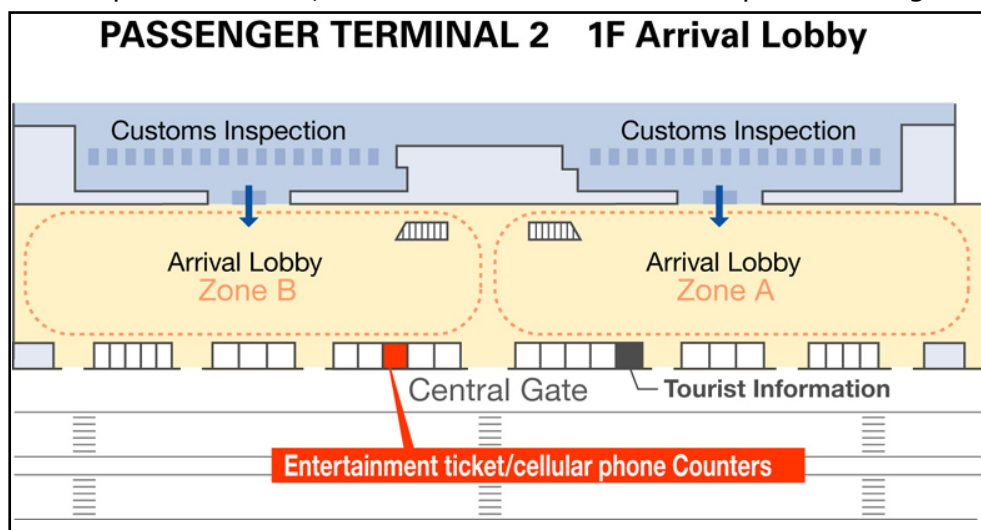 PASSENGER TERMINAL 2 1F Arrival Lobby
Customs Inspection
Customs Inspection
Arrival Lobby
Zone B
Arrival Lobby
Zone A
Central Gate
Tourist Information
Entertainment ticket/cellular phone Counters